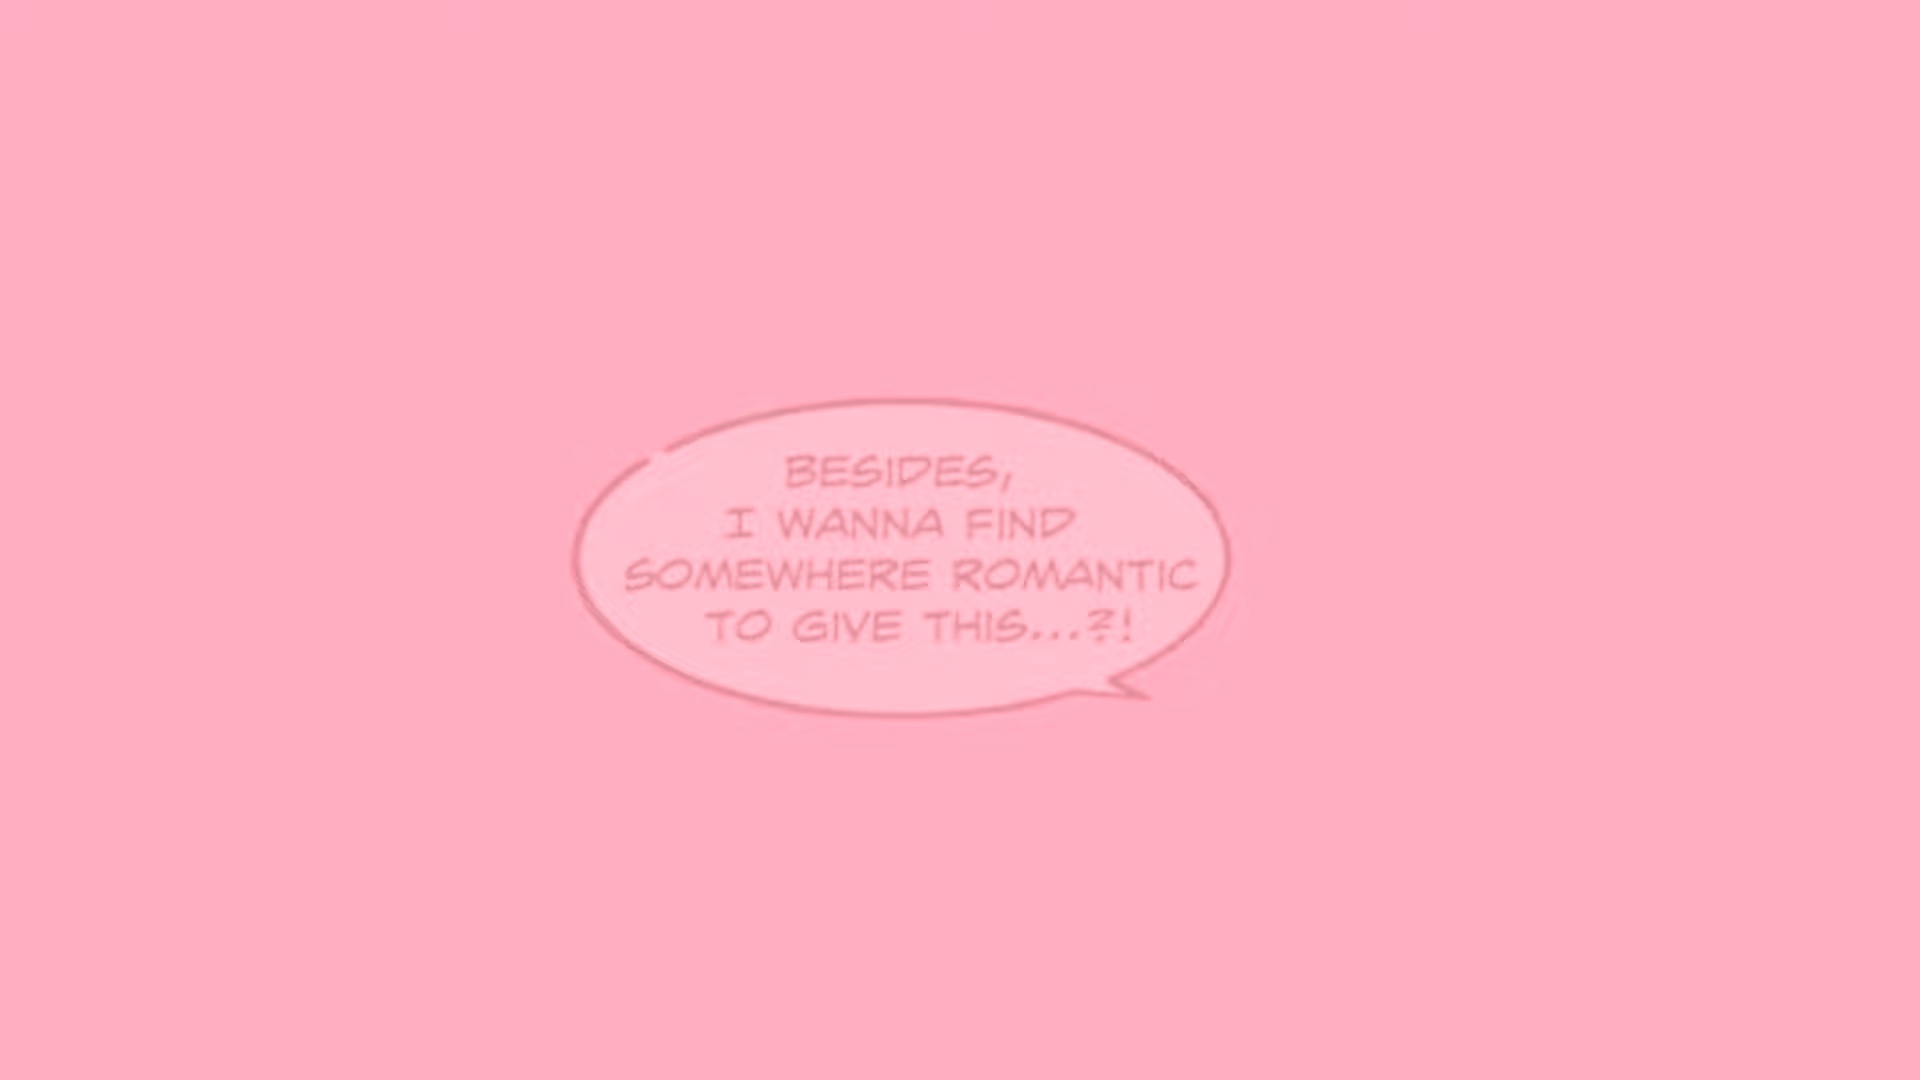 BESIDES,
I WANNA FIND
SOMEWHERE ROMANTIC
TO GIVE THIS...?!